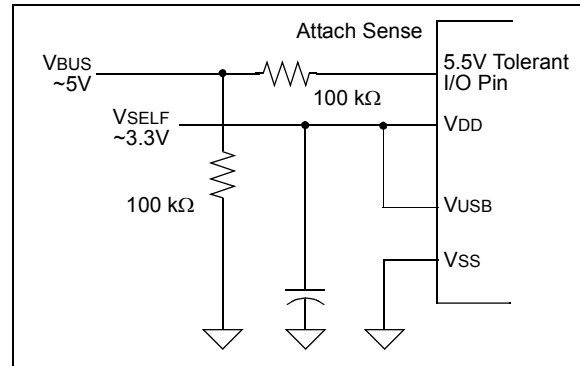 Attach Sense
VBUS
~5V
5.5V Tolerant
I/O Pin
100 kΩ
VSELF
~3.3V
VDD
100 kΩ
VUSB
VSS